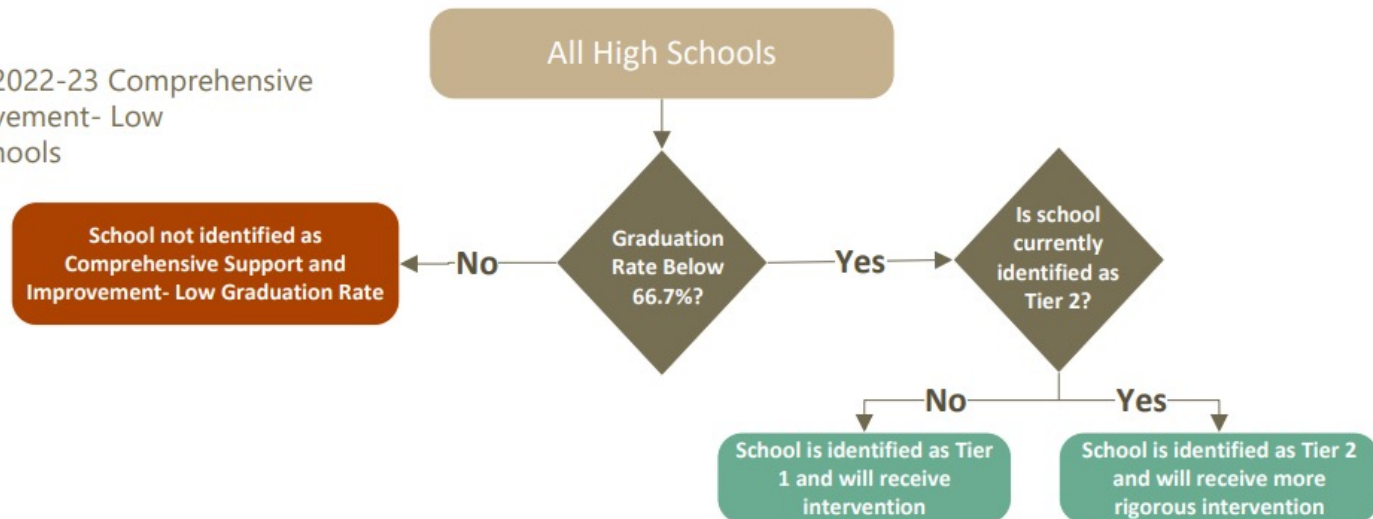 All High Schools
2022-23 Comprehensive
vement- Low
hools
School not identified as
Comprehensive Support and
Improvement- Low Graduation Rate
No
Graduation
Rate Below
66.7%?
Yes
Is school
currently
identified as
Tier 2?
No
Yes
School is identified as Tier
1 and will receive
intervention
School is identified as Tier 2
and will receive more
rigorous intervention